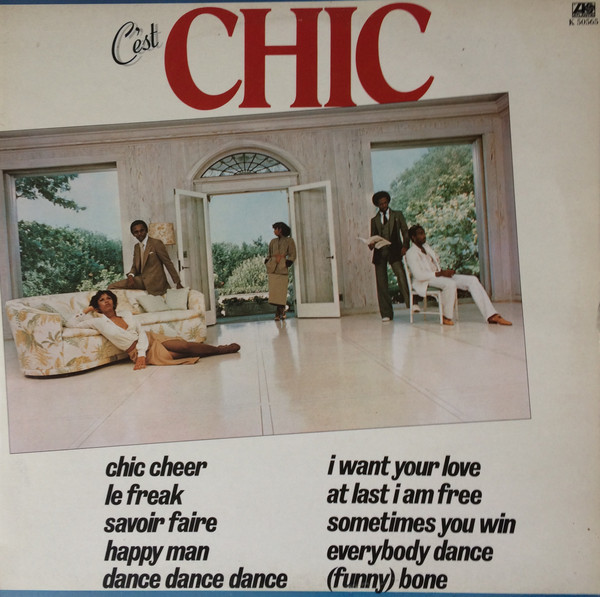 C'est CHIC
K 50565
chic cheer
le freak
savoir faire
happy man
dance dance dance
i want your love
at last i am free
sometimes you win
everybody dance
(funny) bone